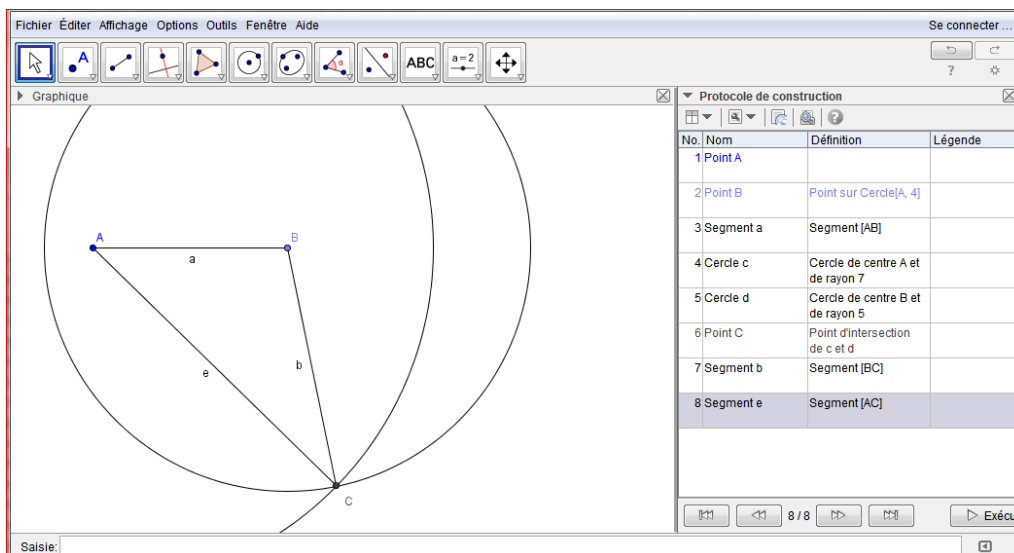 Fichier Éditer Affichage Options Outils Fenêtre Aide
Se connecter ...
A
α
ABC
a=2
?
Graphique
Protocole de construction
?
No. Nom Définition Légende
1 Point A
2 Point B Point sur Cercle[A, 4]
3 Segment a Segment [AB]
4 Cercle c Cercle de centre A et
de rayon 7
5 Cercle d Cercle de centre B et
de rayon 5
6 Point C Point d'intersection
de c et d
7 Segment b Segment [BC]
8 Segment e Segment [AC]
A
B
a
e
b
C
8 / 8
Exécu
Saisie: